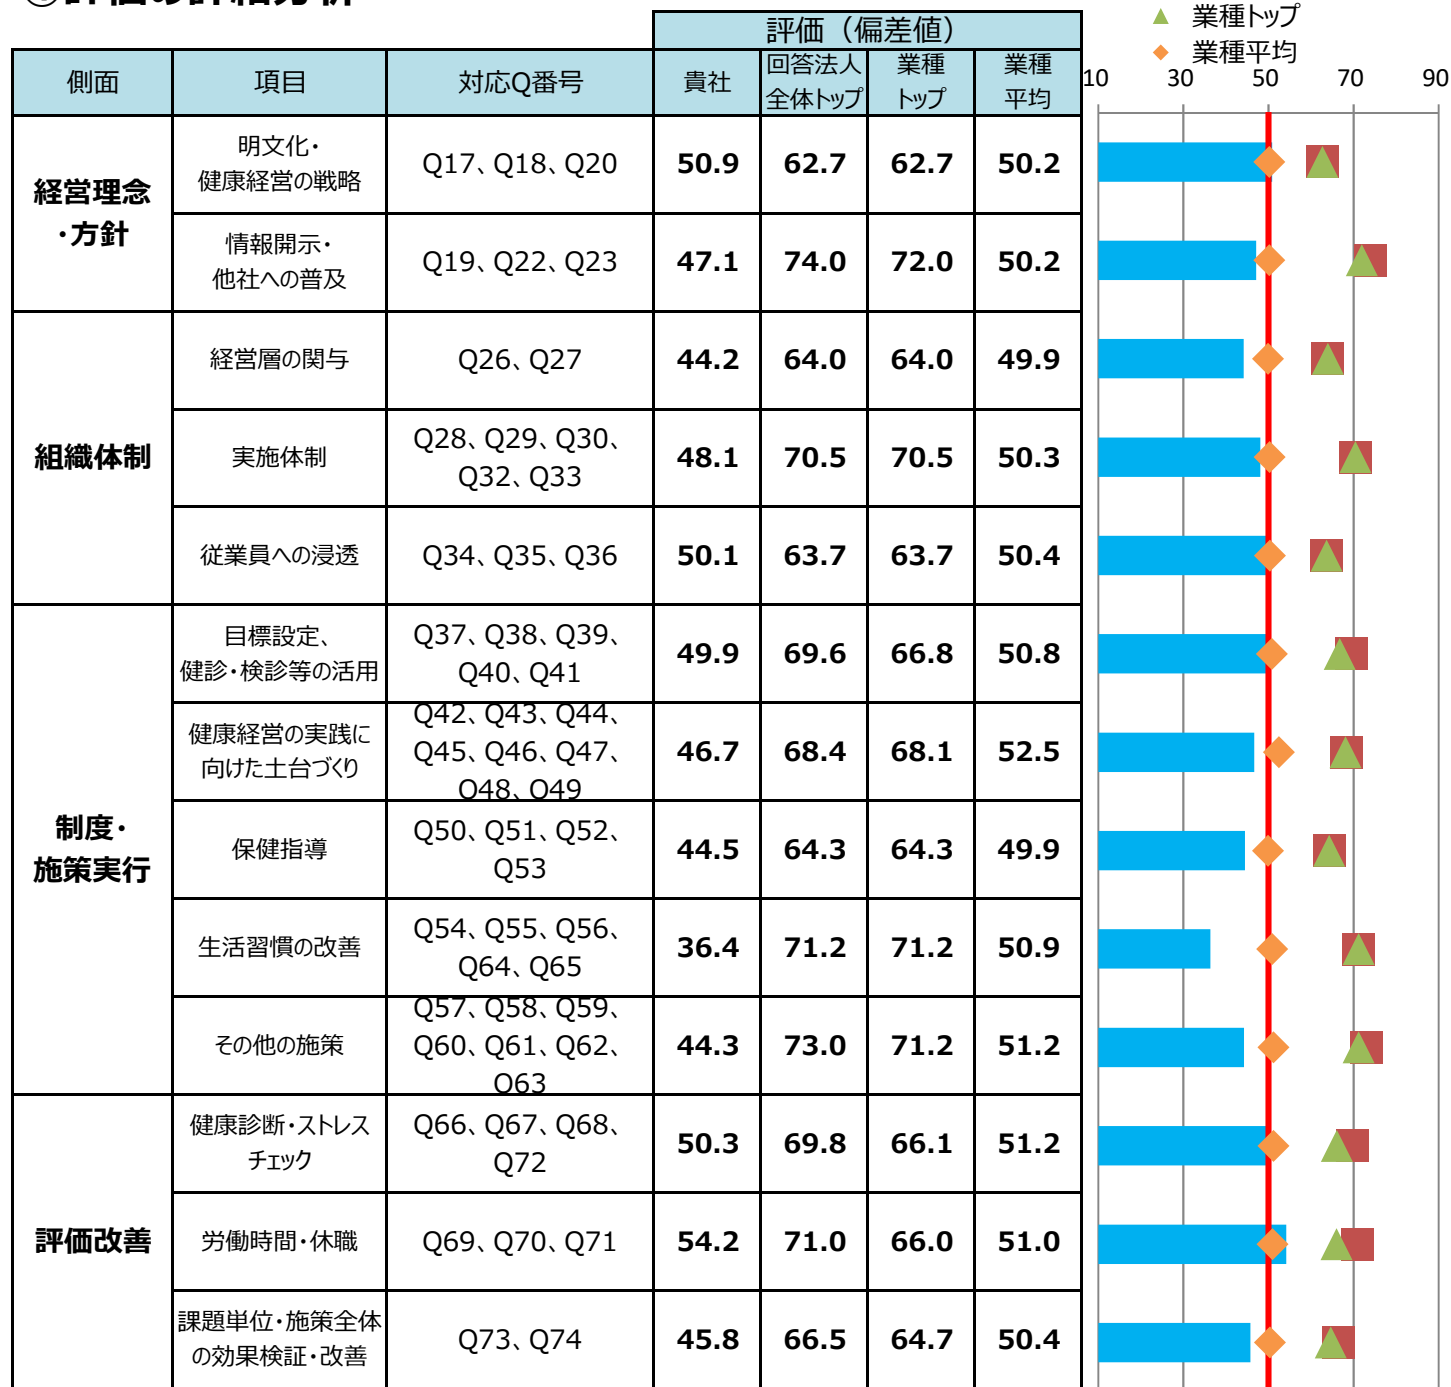 ▲ 業種トップ
◆ 業種平均
10 30 50 70 90
評価（偏差値）
側面 項目 対応Q番号 貴社 回答法人 業種 業種
全体トップ トップ 平均
経営理念
・方針
明文化・
健康経営の戦略
Q17、Q18、Q20 50.9 62.7 62.7 50.2
情報開示・
他社への普及
Q19、Q22、Q23 47.1 74.0 72.0 50.2
組織体制
経営層の関与 Q26、Q27 44.2 64.0 64.0 49.9
実施体制
Q28、Q29、Q30、
Q32、Q33
48.1 70.5 70.5 50.3
従業員への浸透 Q34、Q35、Q36 50.1 63.7 63.7 50.4
制度・
施策実行
目標設定、
健診・検診等の活用
Q37、Q38、Q39、
Q40、Q41
49.9 69.6 66.8 50.8
健康経営の実践に
向けた土台づくり
Q42、Q43、Q44、
Q45、Q46、Q47、
Q48、Q49
46.7 68.4 68.1 52.5
保健指導
Q50、Q51、Q52、
Q53
44.5 64.3 64.3 49.9
生活習慣の改善
Q54、Q55、Q56、
Q64、Q65
36.4 71.2 71.2 50.9
その他の施策
Q57、Q58、Q59、
Q60、Q61、Q62、
Q63
44.3 73.0 71.2 51.2
評価改善
健康診断・ストレス
チェック
Q66、Q67、Q68、
Q72
50.3 69.8 66.1 51.2
労働時間・休職 Q69、Q70、Q71 54.2 71.0 66.0 51.0
課題単位・施策全体
の効果検証・改善
Q73、Q74 45.8 66.5 64.7 50.4